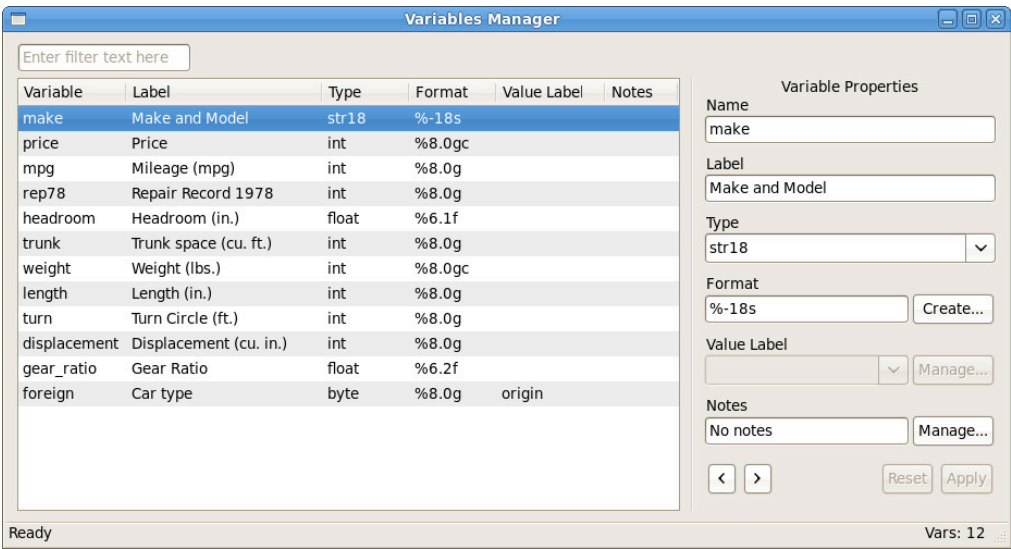 Variables Manager
Enter filter text here
Variable Label Type Format Value Label Notes
make Make and Model str18 %-18s
price Price int %8.0gc
mpg Mileage (mpg) int %8.0g
rep78 Repair Record 1978 int %8.0g
headroom Headroom (in.) float %6.1f
trunk Trunk space (cu. ft.) int %8.0g
weight Weight (lbs.) int %8.0gc
length Length (in.) int %8.0g
turn Turn Circle (ft.) int %8.0g
displacement Displacement (cu. in.) int %8.0g
gear_ratio Gear Ratio float %6.2f
foreign Car type byte %8.0g origin
Variable Properties
Name
make
Label
Make and Model
Type
str18
Format
%-18s Create...
Value Label
Manage...
Notes
No notes Manage...
< > Reset Apply
Ready Vars: 12